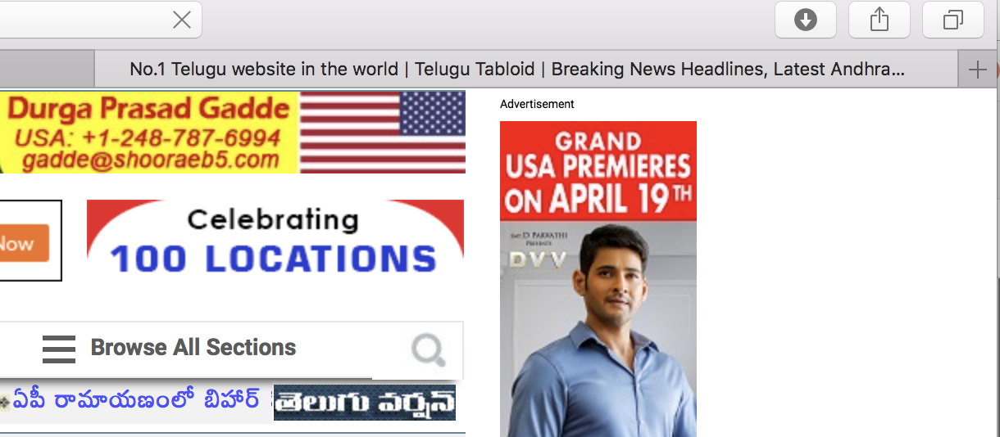 No.1 Telugu website in the world | Telugu Tabloid | Breaking News Headlines, Latest Andhra...
Durga Prasad Gadde
USA: +1-248-787-6994
gadde@shooraeb5.com
Now
Celebrating
100 LOCATIONS
Browse All Sections
ఏపీ రామాయణంలో బిహార్
తెలుగు వర్షన్
Advertisement
GRAND
USA PREMIERES
ON APRIL 19TH
SMT. D PARVATHI
PRESENTS
DVV